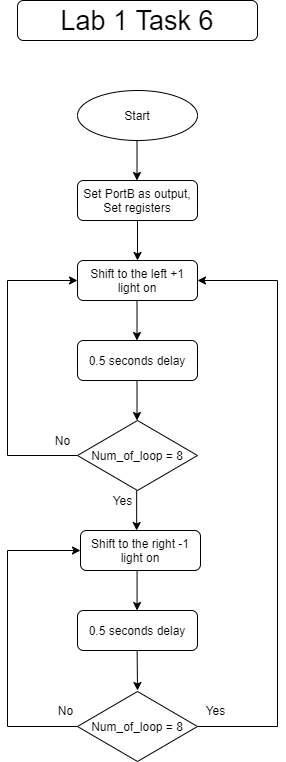 Lab 1 Task 6
Start
Set PortB as output,
Set registers
Shift to the left +1
light on
0.5 seconds delay
No
Num_of_loop = 8
Yes
Shift to the right -1
light on
0.5 seconds delay
No
Num_of_loop = 8
Yes